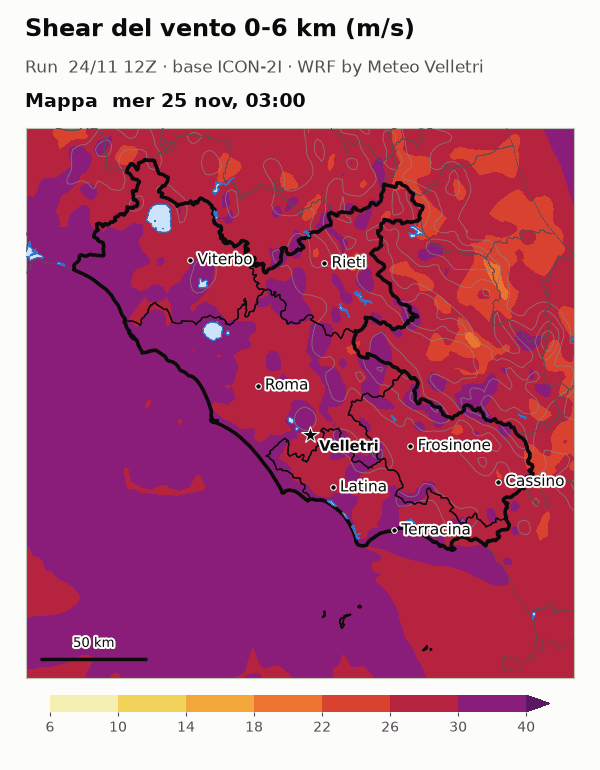 Shear del vento 0-6 km (m/s)
Run  24/11 12Z · base ICON-2I · WRF by Meteo Velletri
Mappa  mer 25 nov, 03:00
Viterbo
Rieti
Roma
Velletri
Frosinone
Cassino
Latina
Terracina
50 km
6 10 14 18 22 26 30 40